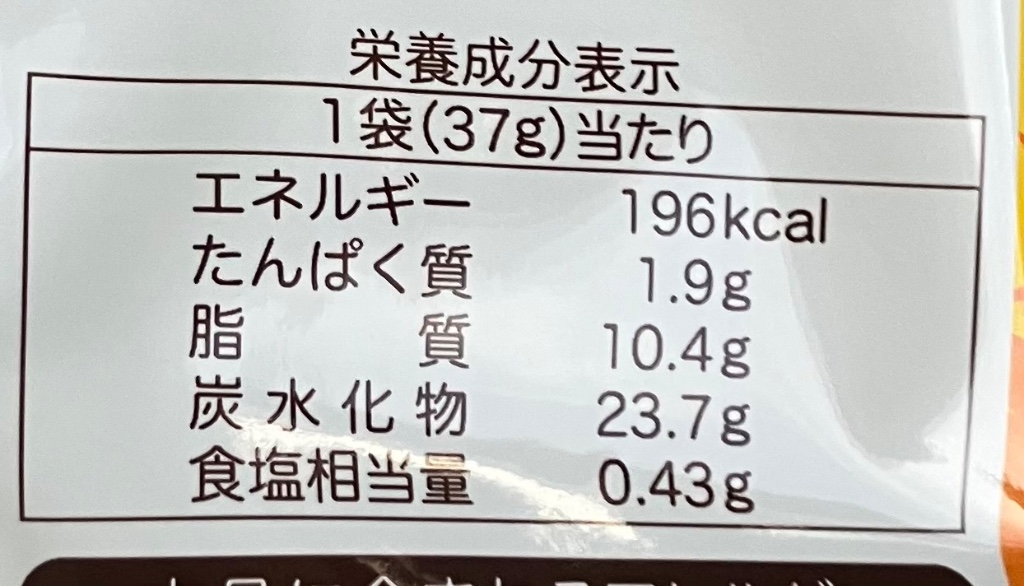 栄養成分表示
1袋(37g)当たり
エネルギー 196kcal
たんぱく質 1.9g
脂質 10.4g
炭水化物 23.7g
食塩相当量 0.43g